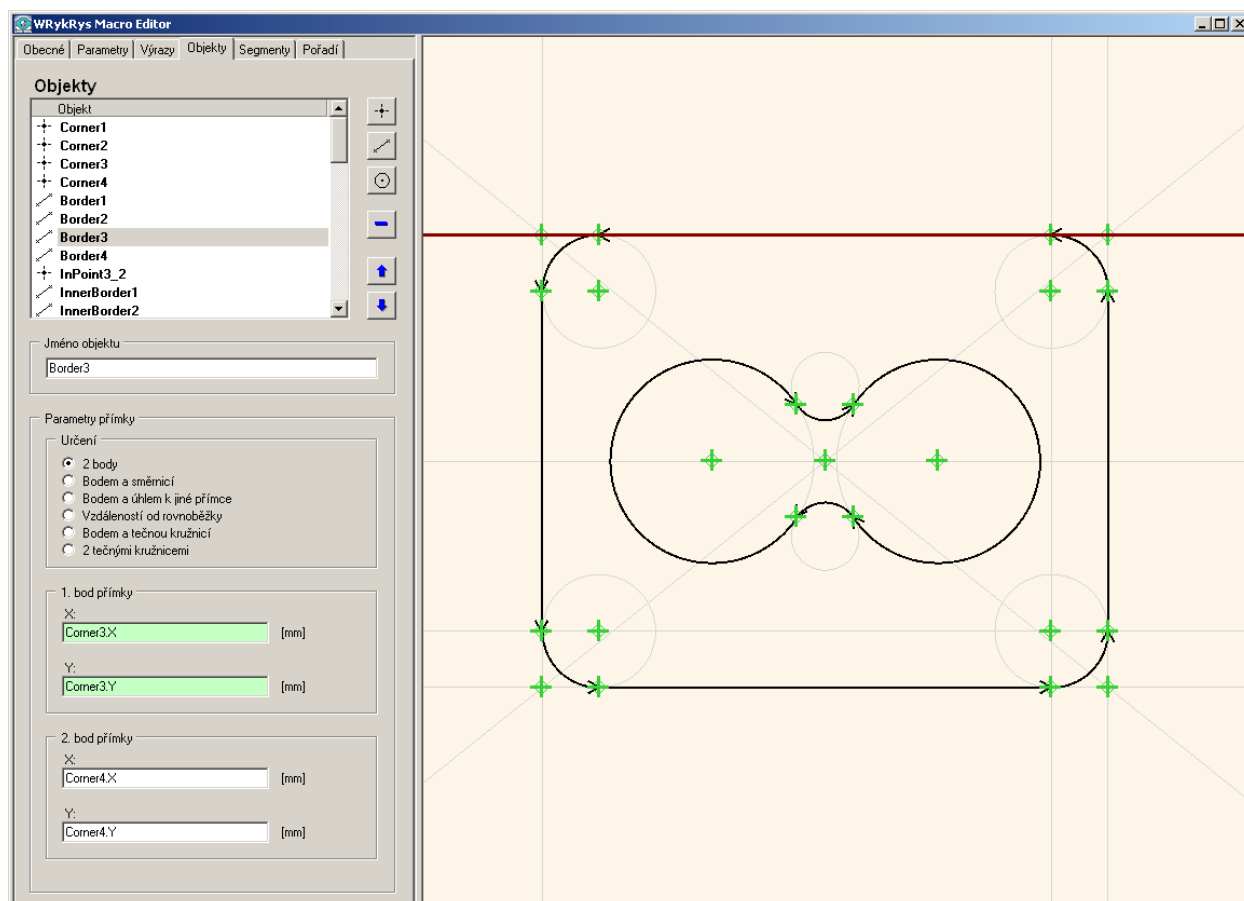 WRykRys Macro Editor
Obecné Parametry Výrazy Objekty Segmenty Pořadí
Objekty
Objekt
Corner1
Corner2
Corner3
Corner4
Border1
Border2
Border3
Border4
InPoint3_2
InnerBorder1
InnerBorder2
Jméno objektu
Border3
Parametry přímky
Určení
2 body
Bodem a směrnicí
Bodem a úhlem k jiné přímce
Vzdáleností od rovnoběžky
Bodem a tečnou kružnicí
2 tečnými kružnicemi
1. bod přímky
X:
Corner3.X [mm]
Y:
Corner3.Y [mm]
2. bod přímky
X:
Corner4.X [mm]
Y:
Corner4.Y [mm]